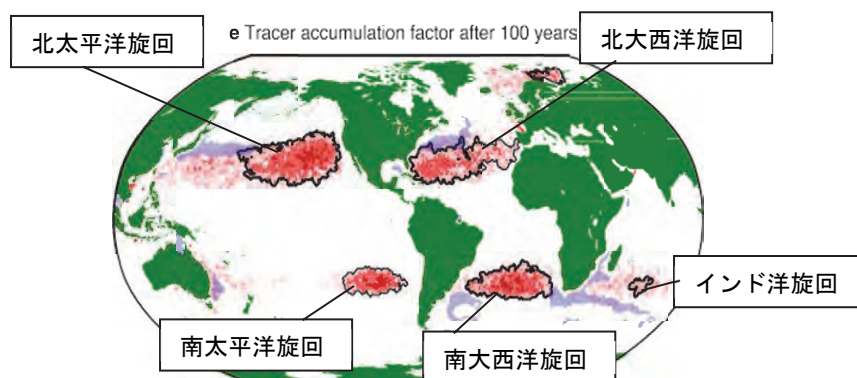 e Tracer accumulation factor after 100 years
北太平洋旋回
北大西洋旋回
インド洋旋回
南太平洋旋回
南大西洋旋回